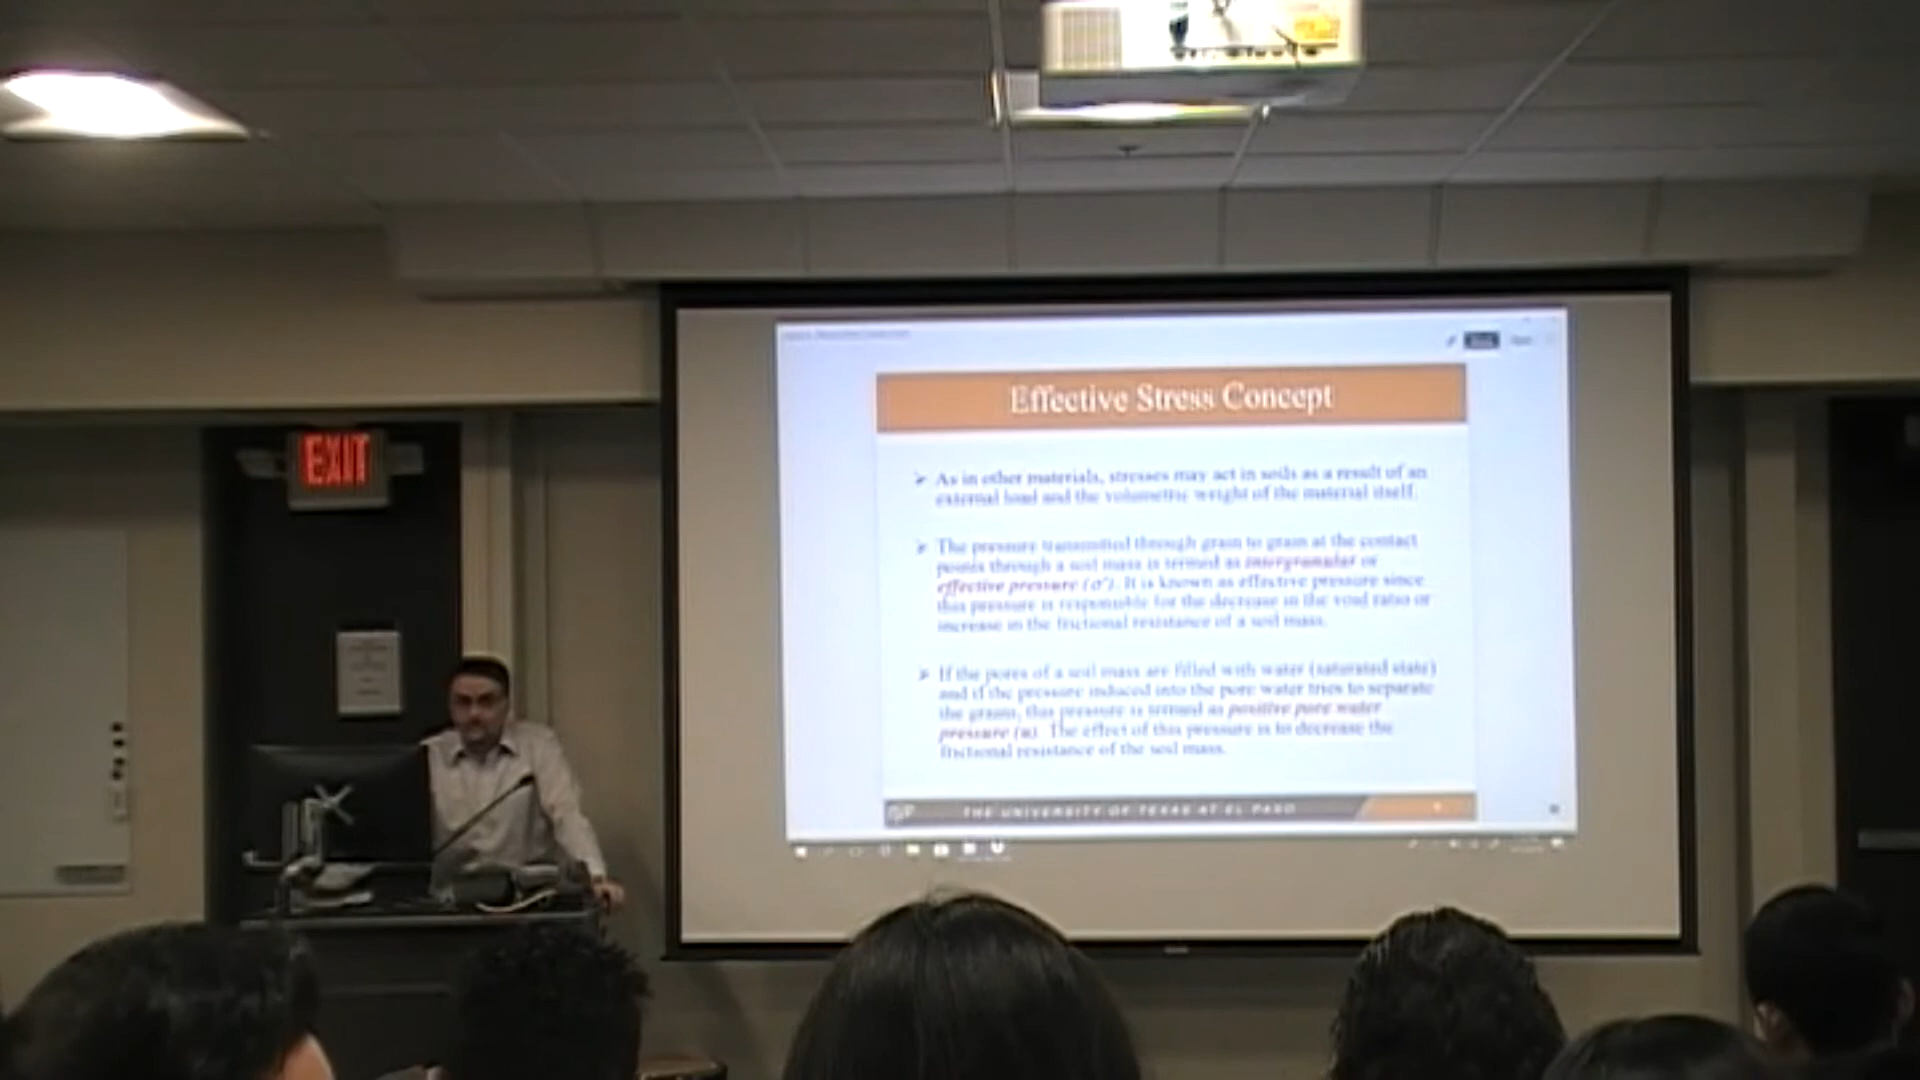 EXIT
Effective Stress Concept
➢ As in other materials, stresses may act in soils as a result of an
external load and the volumetric weight of the material itself.
➢ The pressure transmitted through grain to grain at the contact
points through a soil mass is termed as intergranular or
effective pressure (σ'). It is known as effective pressure since
this pressure is responsible for the decrease in the void ratio or
increase in the frictional resistance of a soil mass.
➢ If the pores of a soil mass are filled with water (saturated state)
and if the pressure induced into the pore water tries to separate
the grains, this pressure is termed as positive pore water
pressure (u). The effect of this pressure is to decrease the
frictional resistance of the soil mass.
THE UNIVERSITY OF TEXAS AT EL PASO